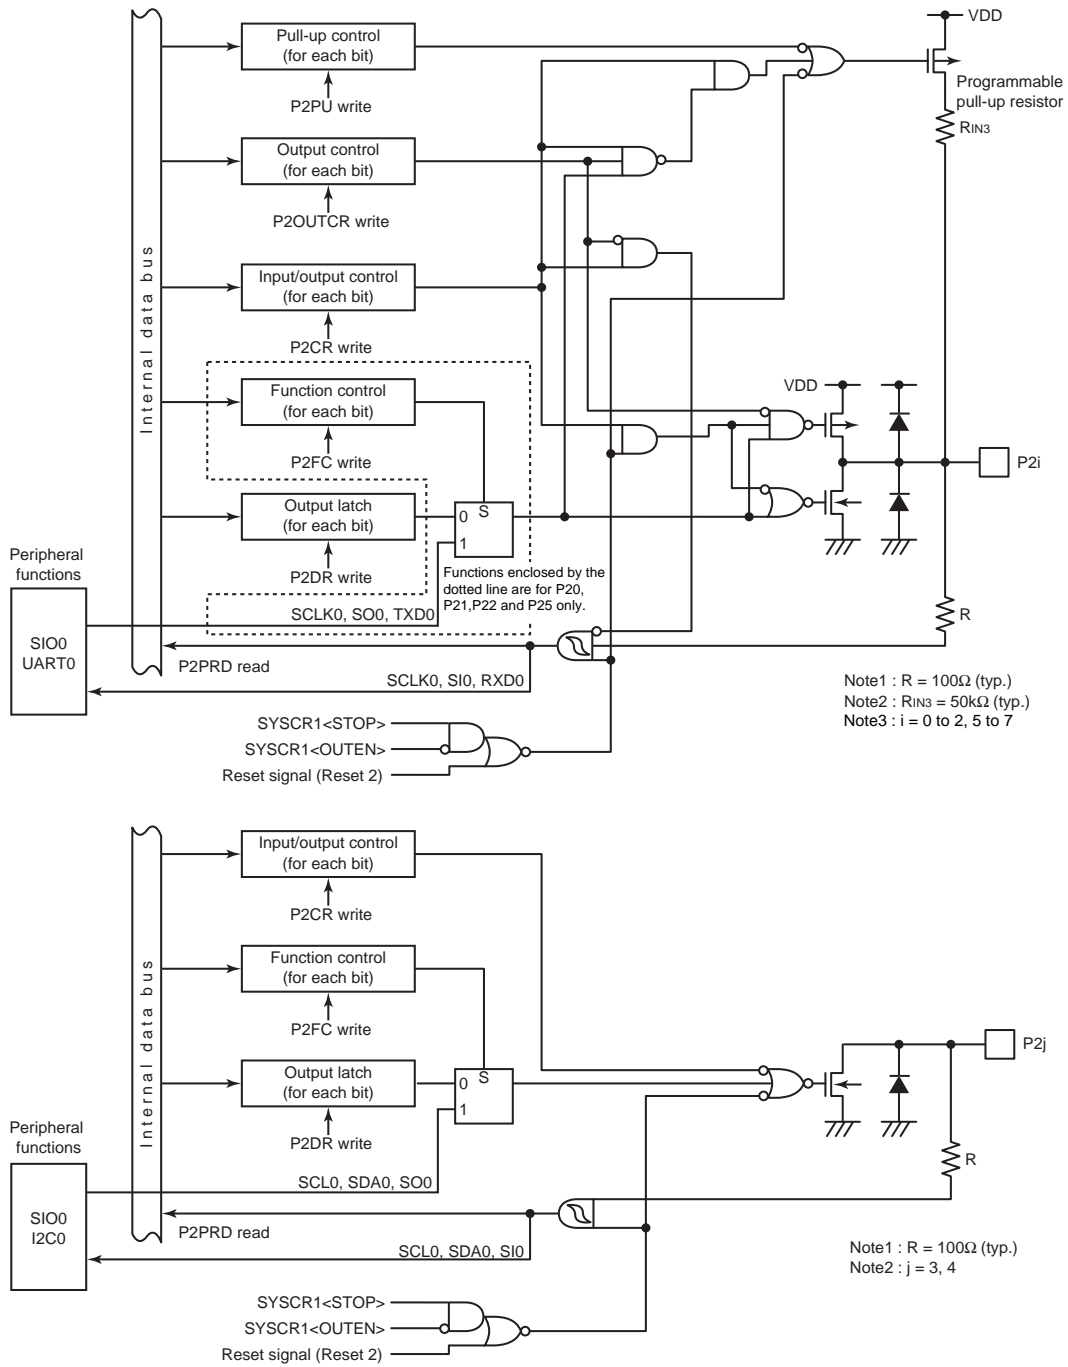 VDD
Pull-up control
(for each bit)
P2PU write
Programmable
pull-up resistor
RIN3
Output control
(for each bit)
P2OUTCR write
Internal data bus
Input/output control
(for each bit)
P2CR write
Function control
(for each bit)
P2FC write
VDD
P2i
Output latch
(for each bit)
P2DR write
0
S
1
Functions enclosed by the
dotted line are for P20,
P21,P22 and P25 only.
Peripheral
functions
SIO0
UART0
SCLK0, SO0, TXD0
R
P2PRD read
SCLK0, SI0, RXD0
Note1 : R = 100Ω (typ.)
Note2 : RIN3 = 50kΩ (typ.)
Note3 : i = 0 to 2, 5 to 7
SYSCR1<STOP>
SYSCR1<OUTEN>
Reset signal (Reset 2)
Internal data bus
Input/output control
(for each bit)
P2CR write
Function control
(for each bit)
P2FC write
P2j
Output latch
(for each bit)
P2DR write
0
S
1
Peripheral
functions
SIO0
I2C0
SCL0, SDA0, SO0
R
P2PRD read
SCL0, SDA0, SI0
Note1 : R = 100Ω (typ.)
Note2 : j = 3, 4
SYSCR1<STOP>
SYSCR1<OUTEN>
Reset signal (Reset 2)